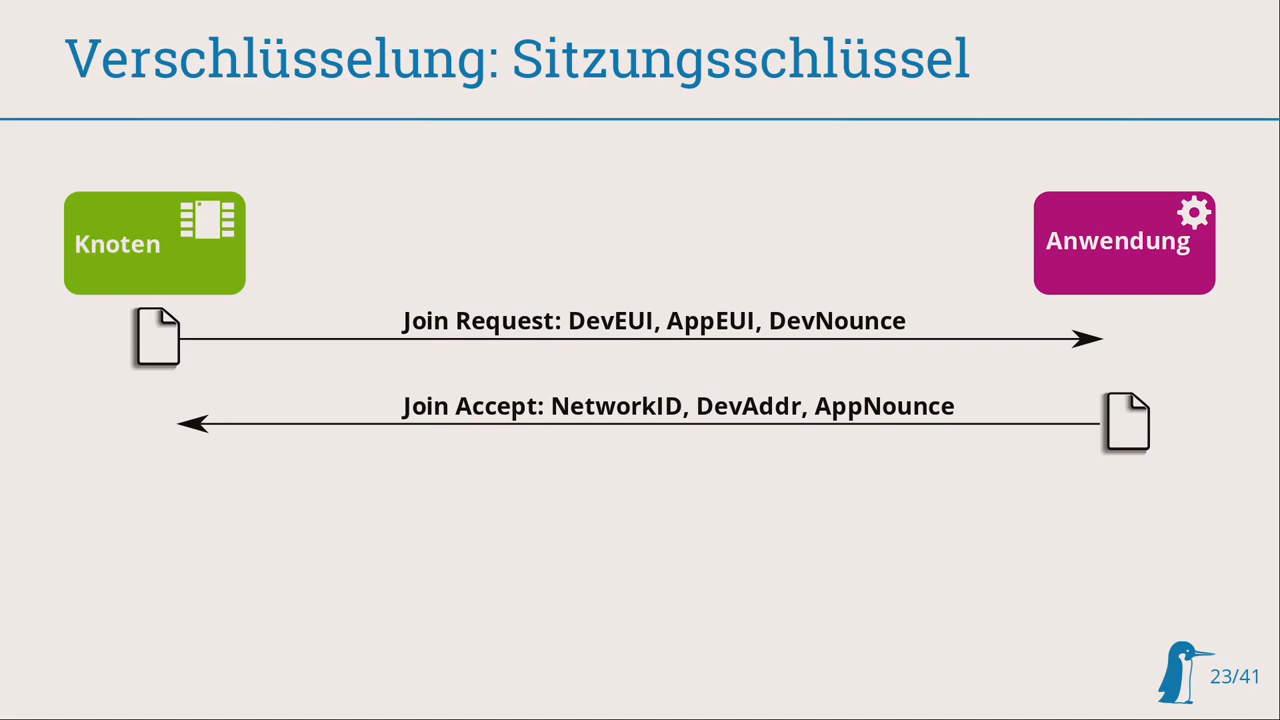 Verschlüsselung: Sitzungsschlüssel
Knoten
Anwendung
Join Request: DevEUI, AppEUI, DevNounce
Join Accept: NetworkID, DevAddr, AppNounce
23/41